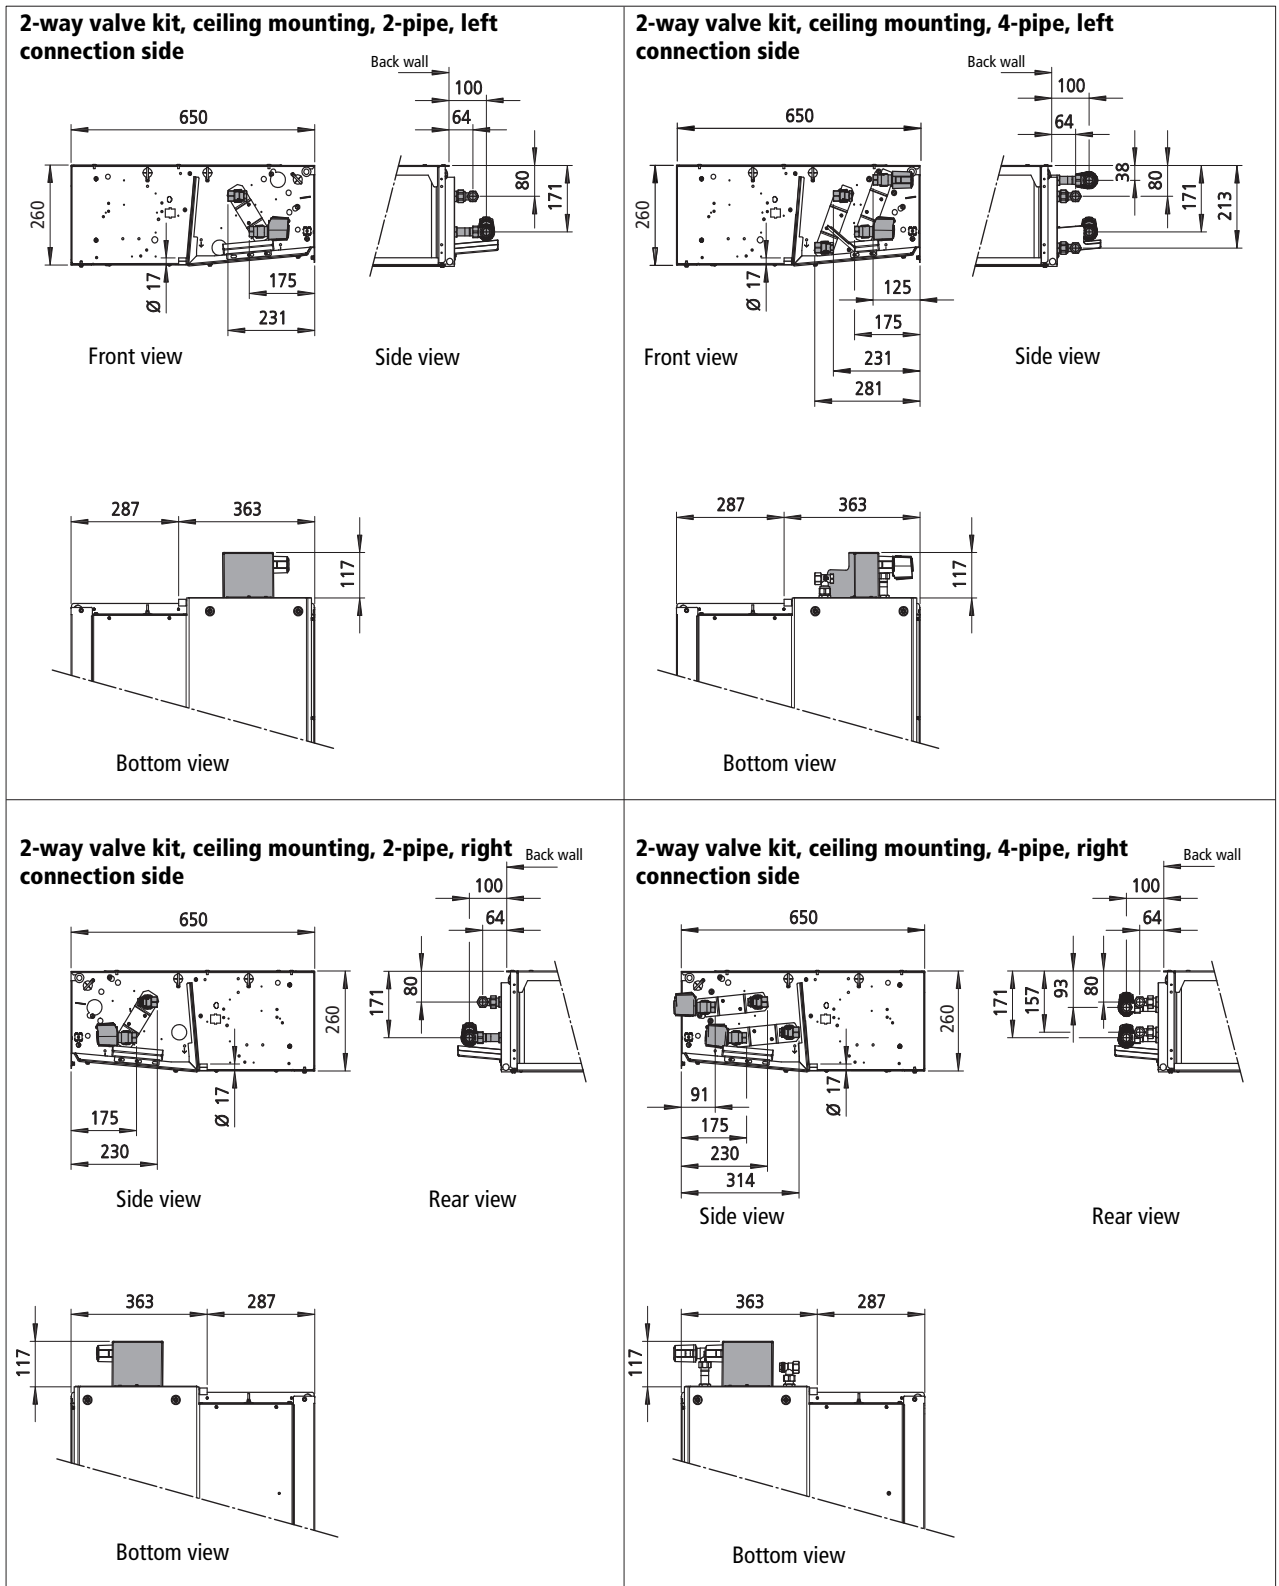 2-way valve kit, ceiling mounting, 2-pipe, left
connection side
Back wall
100
650
64
80
171
260
Ø 17
175
231
Front view
Side view
287
363
117
Bottom view
2-way valve kit, ceiling mounting, 4-pipe, left
connection side
Back wall
100
650
64
38
80
171
213
260
Ø 17
125
175
231
281
Front view
Side view
287
363
117
Bottom view
2-way valve kit, ceiling mounting, 2-pipe, right
connection side
Back wall
100
650
64
80
171
260
Ø 17
175
230
Side view
Rear view
363
287
117
Bottom view
2-way valve kit, ceiling mounting, 4-pipe, right
connection side
Back wall
100
650
64
171
157
93
80
260
Ø 17
91
175
230
314
Side view
Rear view
363
287
117
Bottom view